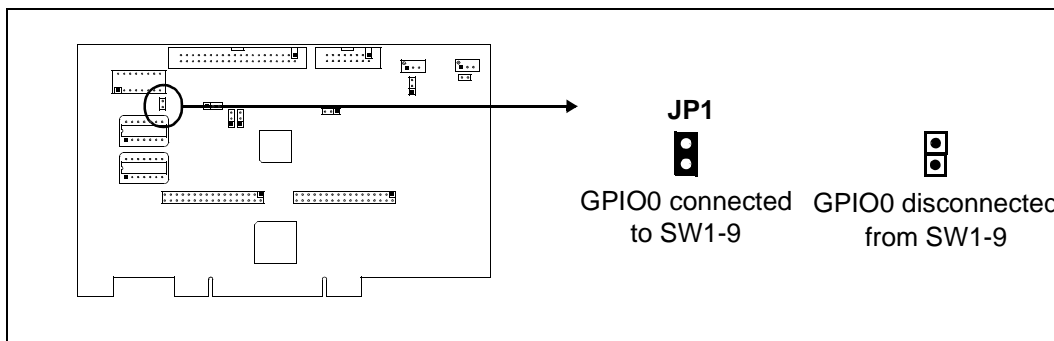 JP1
GPIO0 connected
to SW1-9
GPIO0 disconnected
from SW1-9